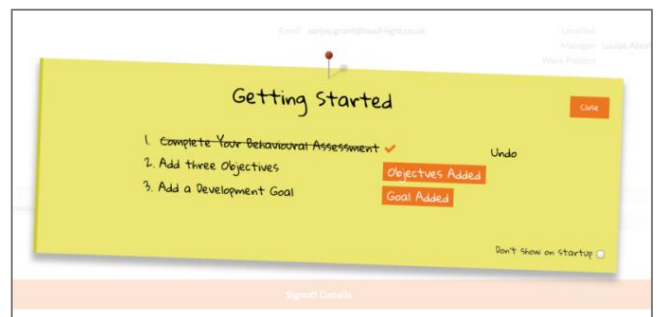 Email sanjay.grant@head-light.co.uk
Location
Manager Louise
Work Pattern
Getting Started
Close
1. Complete Your Behavioural Assessment ✓ Undo
2. Add three Objectives Objectves Added
3. Add a Development Goal Goal Added
Don't show on startup
Signoff Details